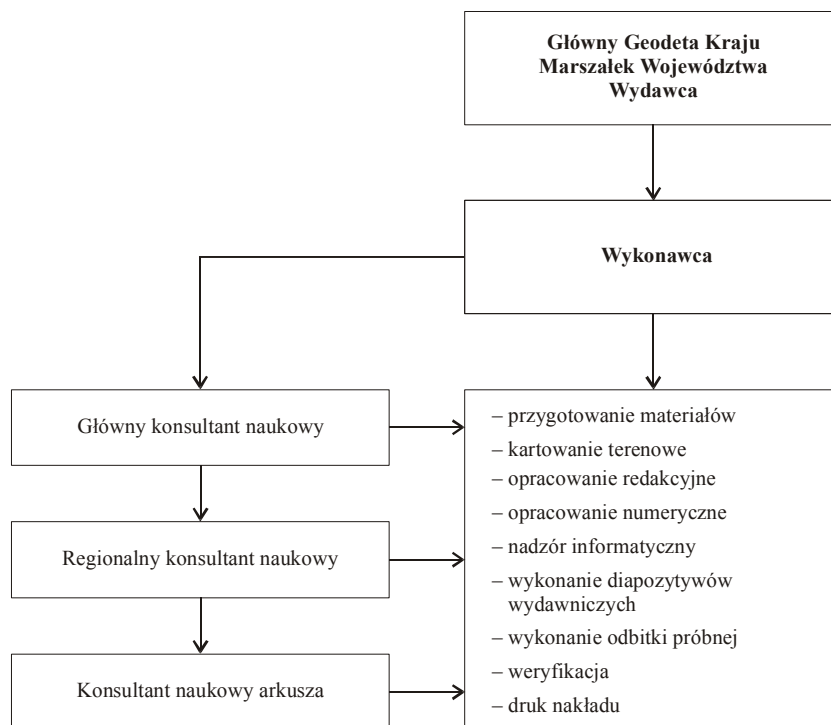 Główny Geodeta Kraju
Marszałek Województwa
Wydawca
Wykonawca
Główny konsultant naukowy
Regionalny konsultant naukowy
Konsultant naukowy arkusza
– przygotowanie materiałów
– kartowanie terenowe
– opracowanie redakcyjne
– opracowanie numeryczne
– nadzór informatyczny
– wykonanie diapozytywów
wydawniczych
– wykonanie odbitki próbnej
– weryfikacja
– druk nakładu